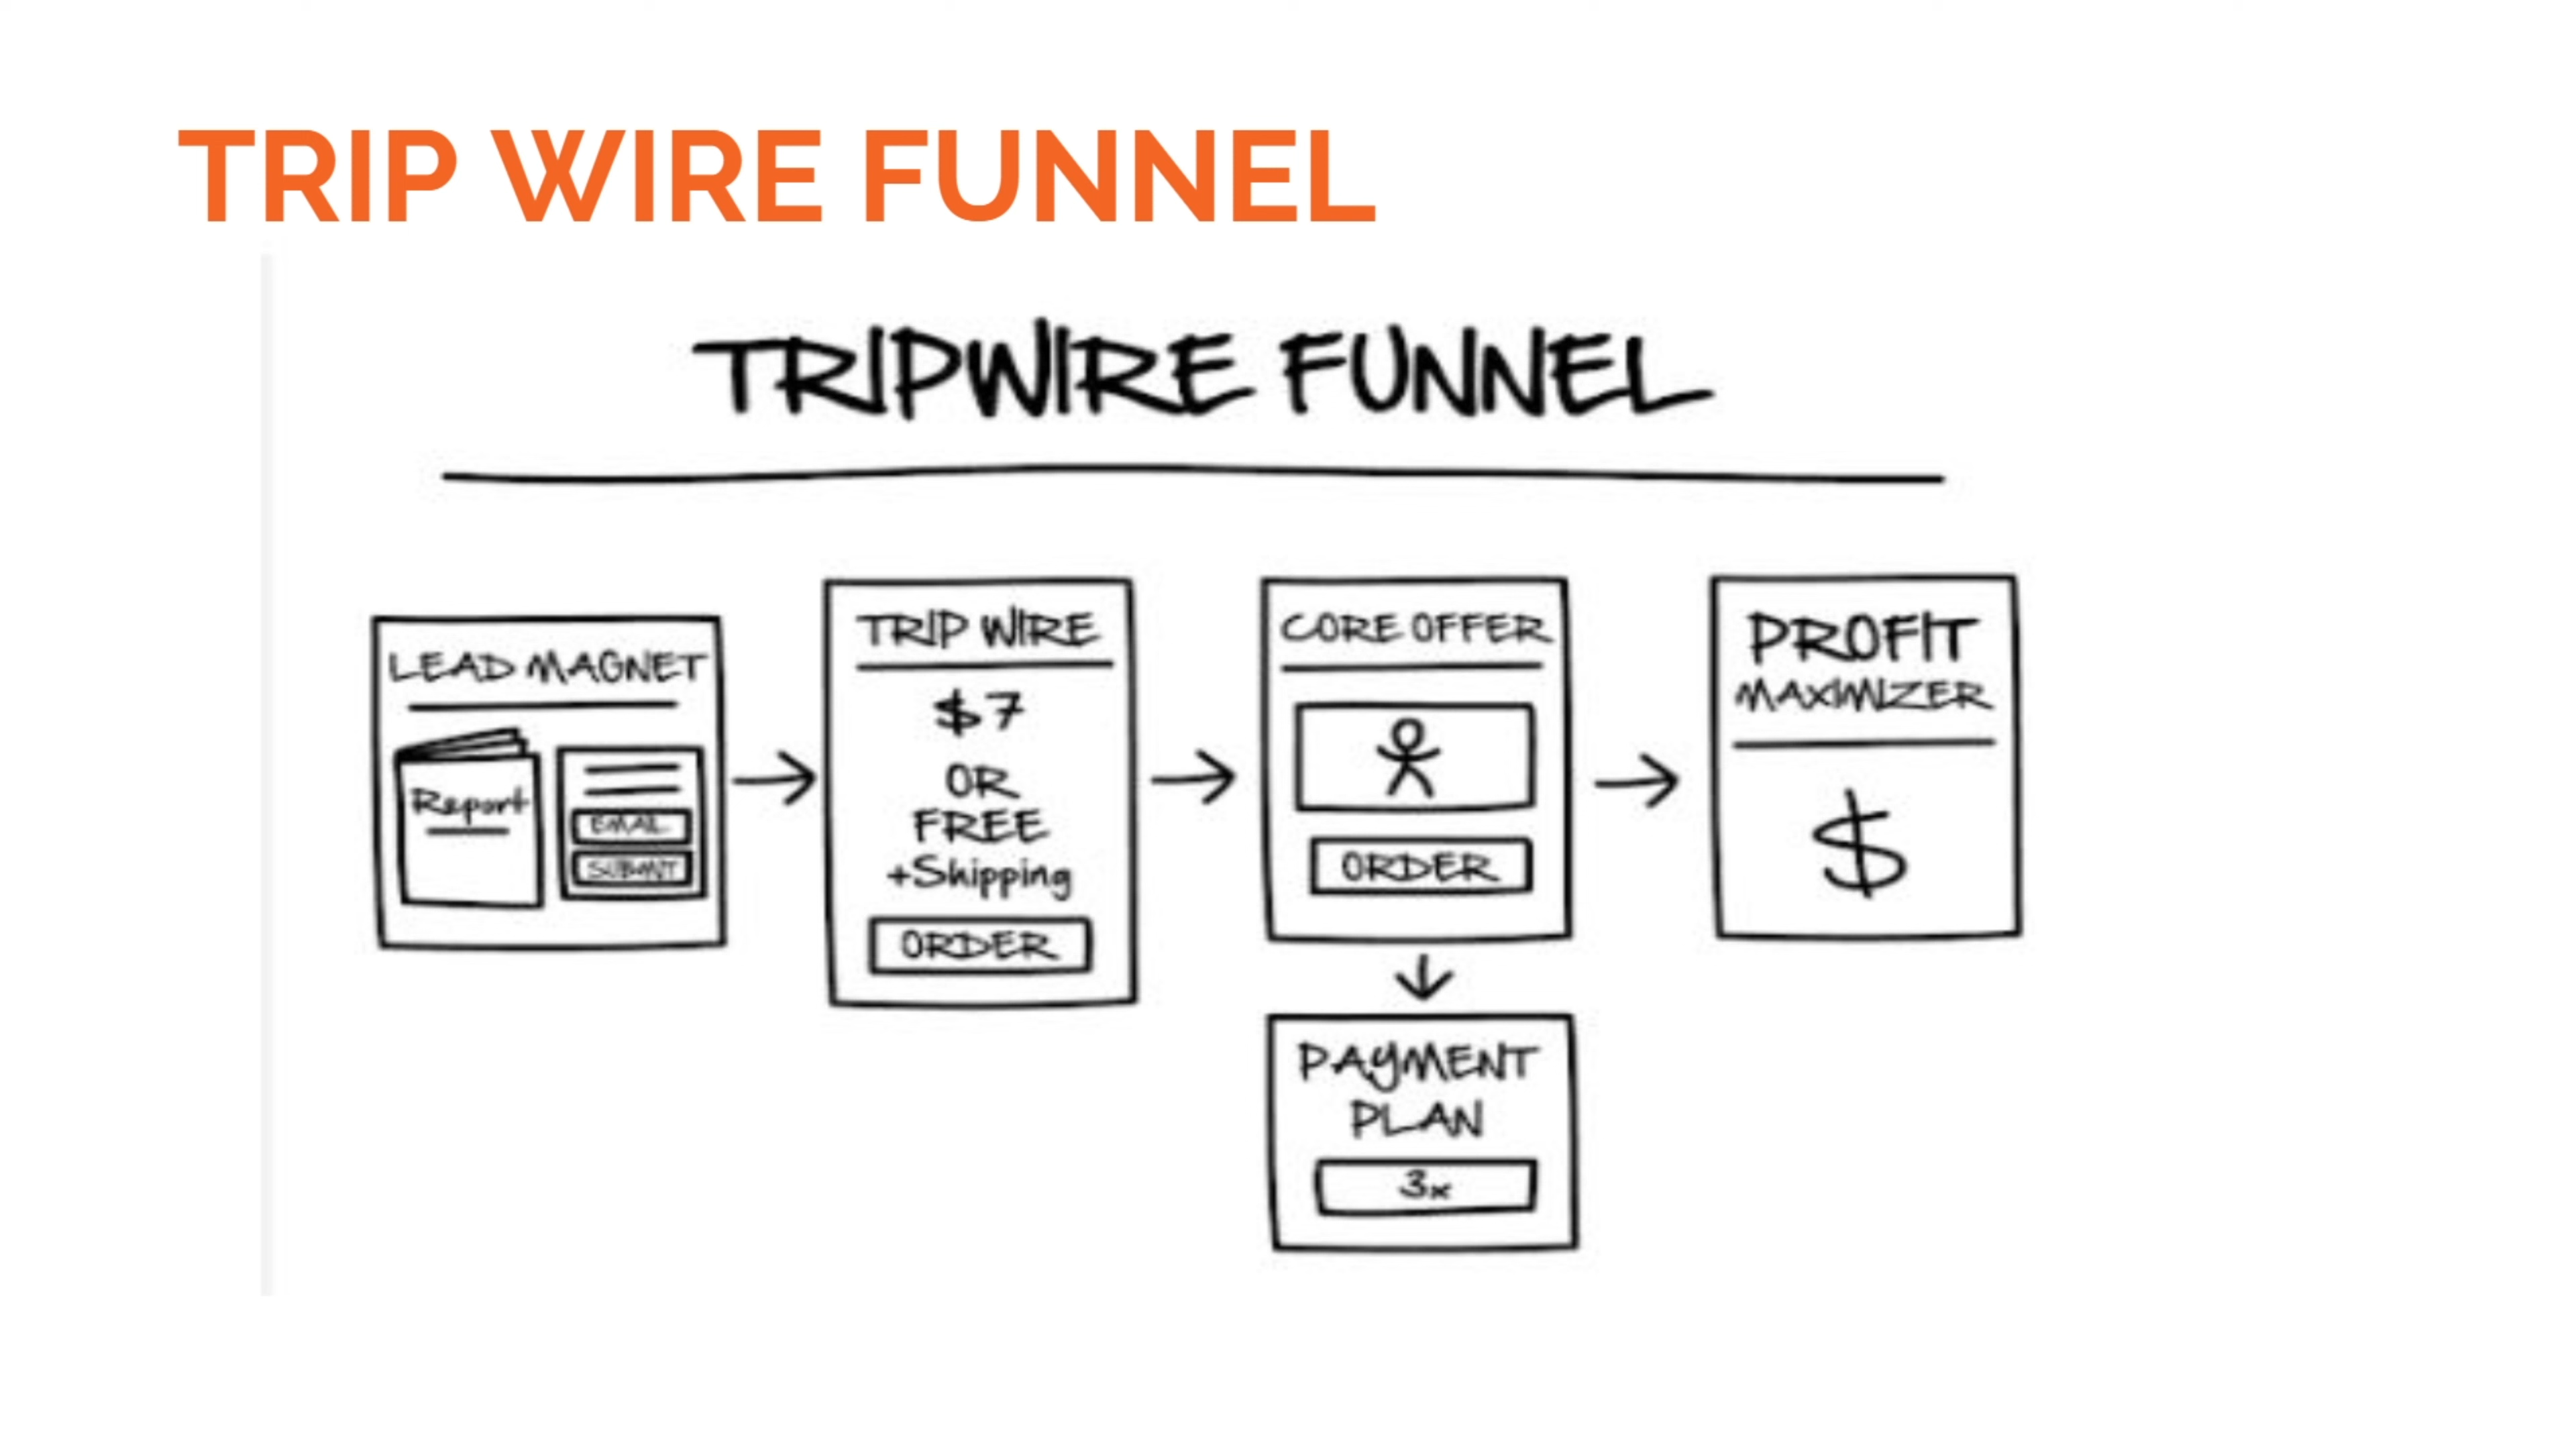 TRIP WIRE FUNNEL
TRIPWIRE FUNNEL
LEAD MAGNET
Report
EMAIL
SUBMIT
TRIP WIRE
$7
OR
FREE
+Shipping
ORDER
CORE OFFER
ORDER
PAYMENT
PLAN
3x
PROFIT
MAXIMIZER
$